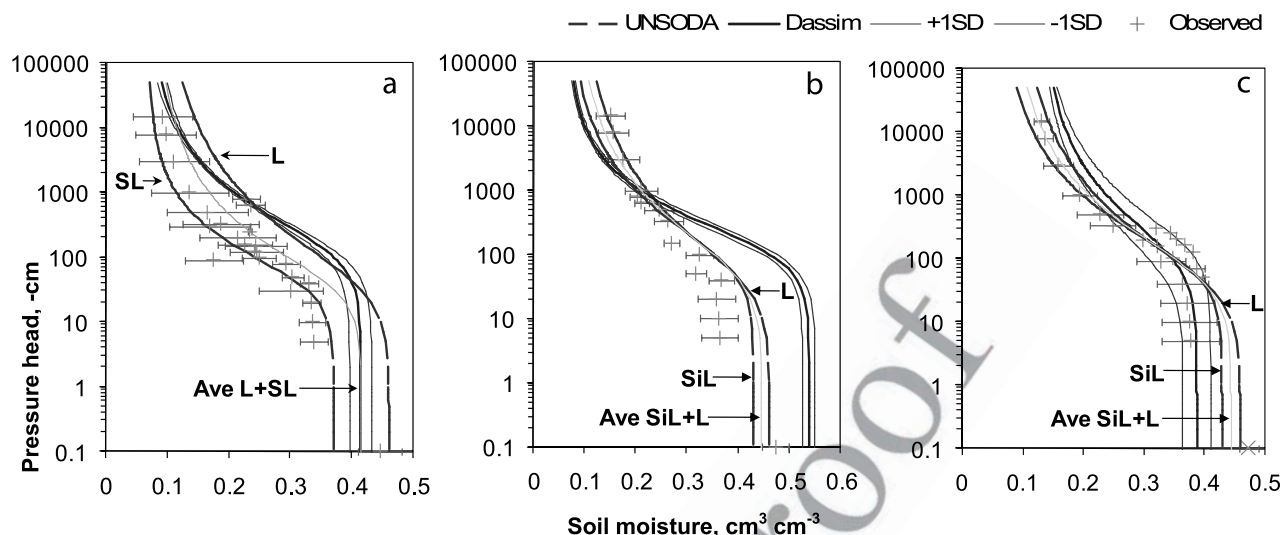 UNSODA Dassim +1SD -1SD Observed
a
b
c
100000
10000
1000
100
10
1
0.1
0 0.1 0.2 0.3 0.4 0.5
Pressure head, -cm
L
SL
Ave L+SL
100000
10000
1000
100
10
1
0.1
0 0.1 0.2 0.3 0.4 0.5 0.6
L
SiL
Ave SiL+L
100000
10000
1000
100
10
1
0.1
0 0.1 0.2 0.3 0.4 0.5
L
SiL
Ave SiL+L
Soil moisture, cm³ cm⁻³
roof